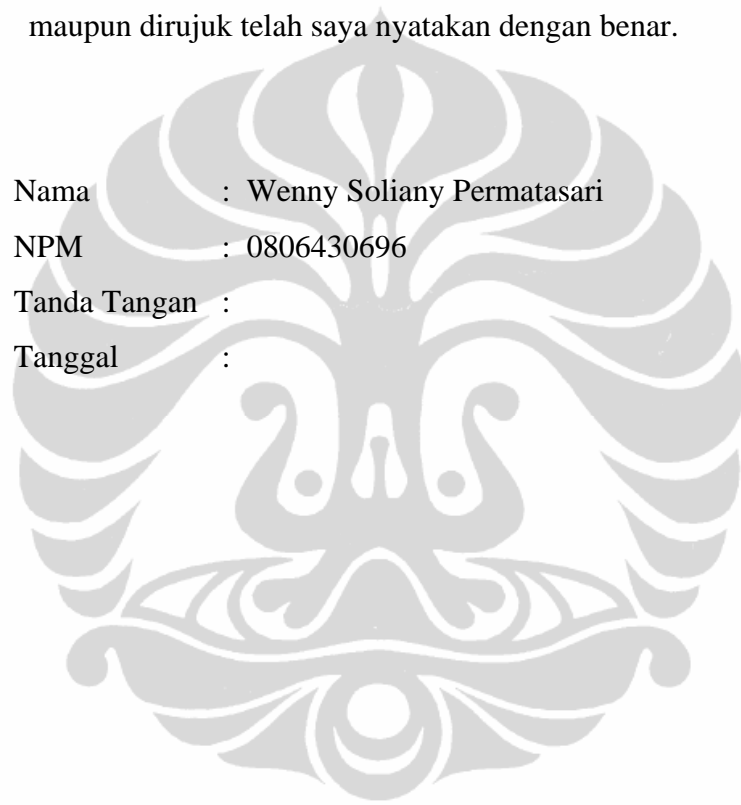 maupun dirujuk telah saya nyatakan dengan benar.
Nama : Wenny Soliany Permatasari
NPM : 0806430696
Tanda Tangan :
Tanggal :